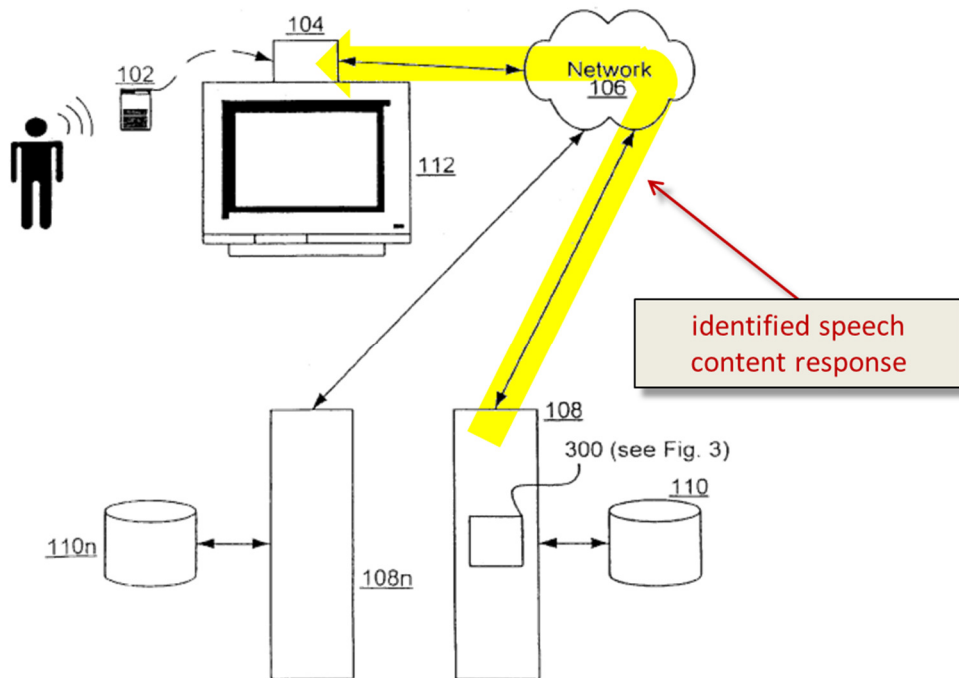 104
102
Network
106
112
identified speech
content response
108
300 (see Fig. 3)
110
110n
108n